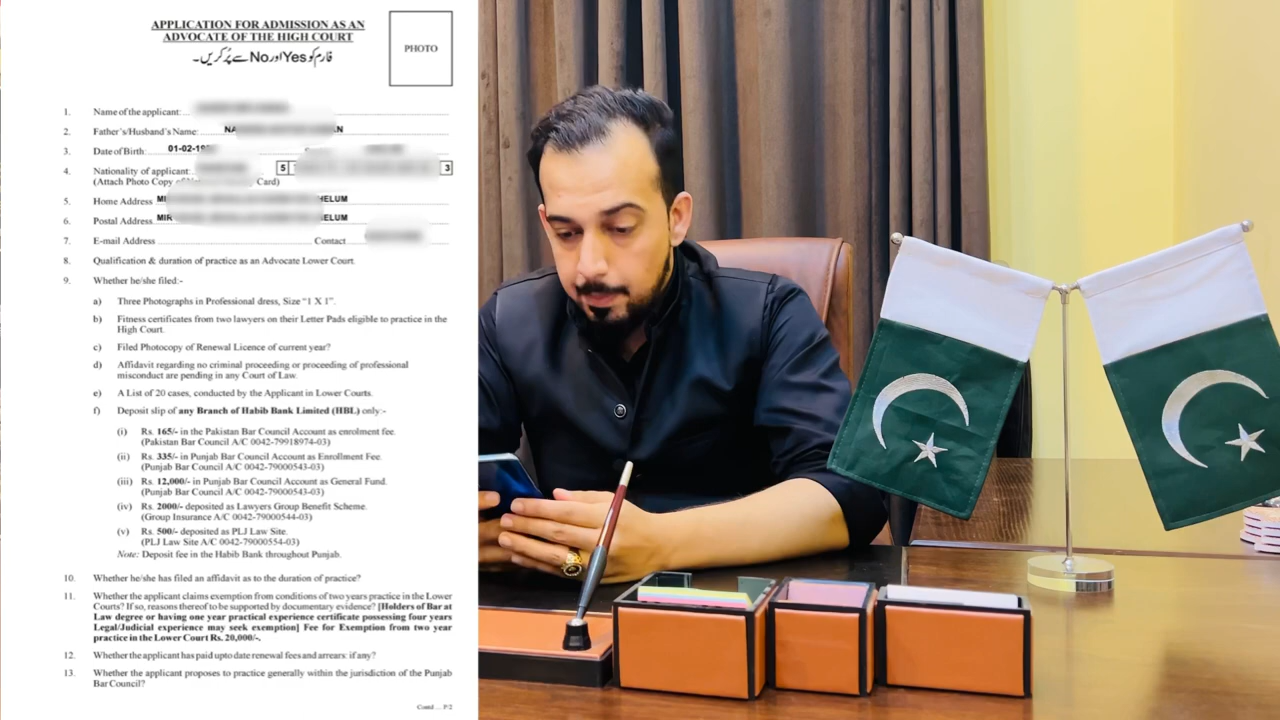 APPLICATION FOR ADMISSION AS AN
ADVOCATE OF THE HIGH COURT
فارم کو Yes اور No سے پُر کریں۔
PHOTO
1. Name of the applicant:
2. Father's/Husband's Name:
3. Date of Birth: 01-02-19
4. Nationality of applicant: 5 3
(Attach Photo Copy Card)
5. Home Address HELUM
6. Postal Address ELUM
7. E-mail Address Contact
8. Qualification & duration of practice as an Advocate Lower Court.
9. Whether he/she filed:-
a) Three Photographs in Professional dress, Size "1 X 1".
b) Fitness certificates from two lawyers on their Letter Pads eligible to practice in the
High Court.
c) Filed Photocopy of Renewal Licence of current year?
d) Affidavit regarding no criminal proceeding or proceeding of professional
misconduct are pending in any Court of Law.
e) A List of 20 cases, conducted by the Applicant in Lower Courts.
f) Deposit slip of any Branch of Habib Bank Limited (HBL) only:-
(i) Rs. 165/- in the Pakistan Bar Council Account as enrolment fee.
(Pakistan Bar Council A/C 0042-79918974-03)
(ii) Rs. 335/- in Punjab Bar Council Account as Enrollment Fee.
(Punjab Bar Council A/C 0042-79000543-03)
(iii) Rs. 12,000/- in Punjab Bar Council Account as General Fund.
(Punjab Bar Council A/C 0042-79000543-03)
(iv) Rs. 2000/- deposited as Lawyers Group Benefit Scheme.
(Group Insurance A/C 0042-79000544-03)
(v) Rs. 500/- deposited as PLJ Law Site.
(PLJ Law Site A/C 0042-79000554-03)
Note: Deposit fee in the Habib Bank throughout Punjab.
10. Whether he/she has filed an affidavit as to the duration of practice?
11. Whether the applicant claims exemption from conditions of two years practice in the Lower
Courts? If so, reasons thereof to be supported by documentary evidence? [Holders of Bar at
Law degree or having one year practical experience certificate possessing four years
Legal/Judicial experience may seek exemption] Fee for Exemption from two year
practice in the Lower Court Rs. 20,000/-.
12. Whether the applicant has paid upto date renewal fees and arrears: if any?
13. Whether the applicant proposes to practice generally within the jurisdiction of the Punjab
Bar Council?
Contd.... P/2